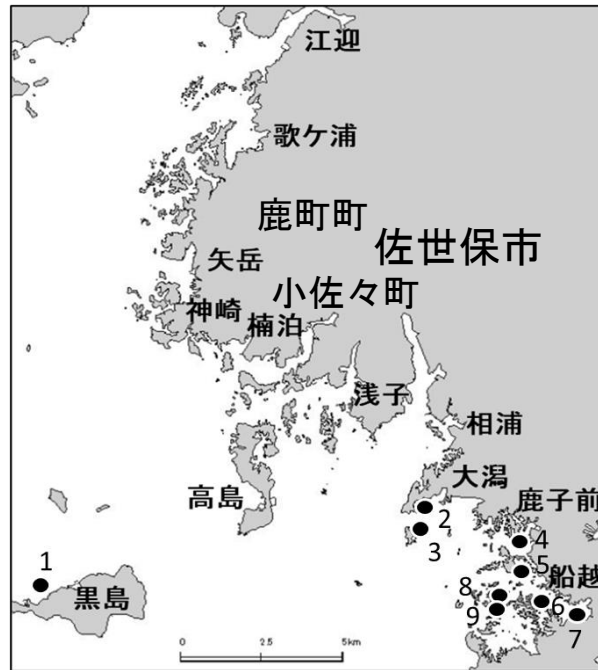 江迎
歌ケ浦
鹿町町
佐世保市
矢岳
小佐々町
神崎
楠泊
浅子
相浦
大潟
高島
鹿子前
2
3
4
1
5
船越
黒島
8
6
9
7
0 2.5 5km